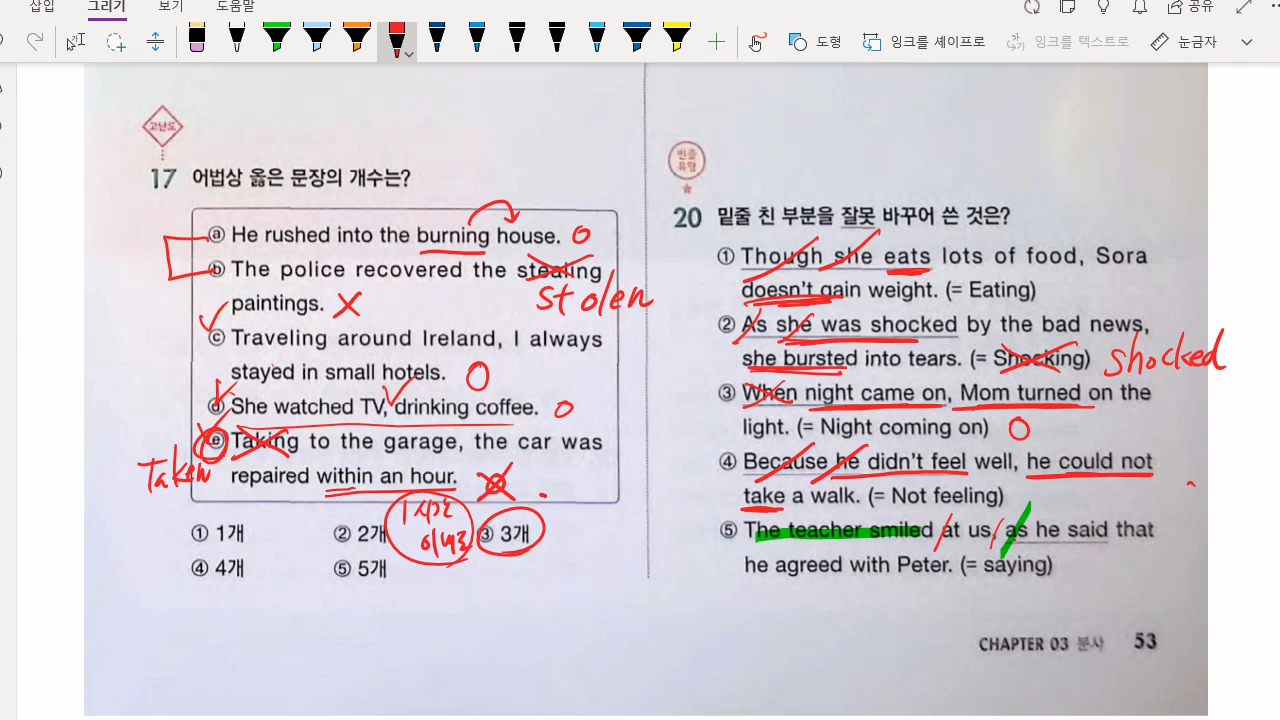 삽입 그리기 보기 도움말 공유
도형 잉크를 셰이프로 잉크를 텍스트로 눈금자
고난도
17 어법상 옳은 문장의 개수는?
ⓐ He rushed into the burning house. O
ⓑ The police recovered the stealing
stolen
paintings. X
ⓒ Traveling around Ireland, I always
stayed in small hotels. O
ⓓ She watched TV, drinking coffee. O
ⓔ Taking to the garage, the car was
Taken
repaired within an hour. X
1시간
이내로
① 1개 ② 2개 ③ 3개
④ 4개 ⑤ 5개
빈출
유형
20 밑줄 친 부분을 잘못 바꾸어 쓴 것은?
① Though she eats lots of food, Sora
doesn't gain weight. (= Eating)
② As she was shocked by the bad news,
she bursted into tears. (= Shocking) shocked
③ When night came on, Mom turned on the
light. (= Night coming on) O
④ Because he didn't feel well, he could not
take a walk. (= Not feeling)
⑤ The teacher smiled at us, as he said that
he agreed with Peter. (= saying)
CHAPTER 03 분사 53